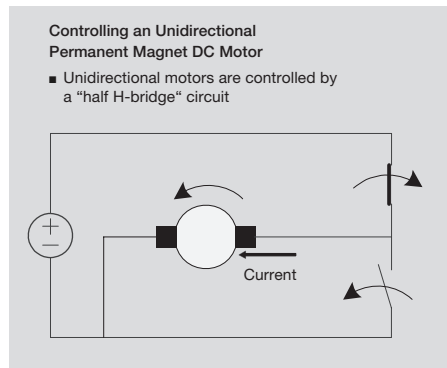 Controlling an Unidirectional
Permanent Magnet DC Motor
■ Unidirectional motors are controlled by
a “half H-bridge“ circuit
+
−
Current